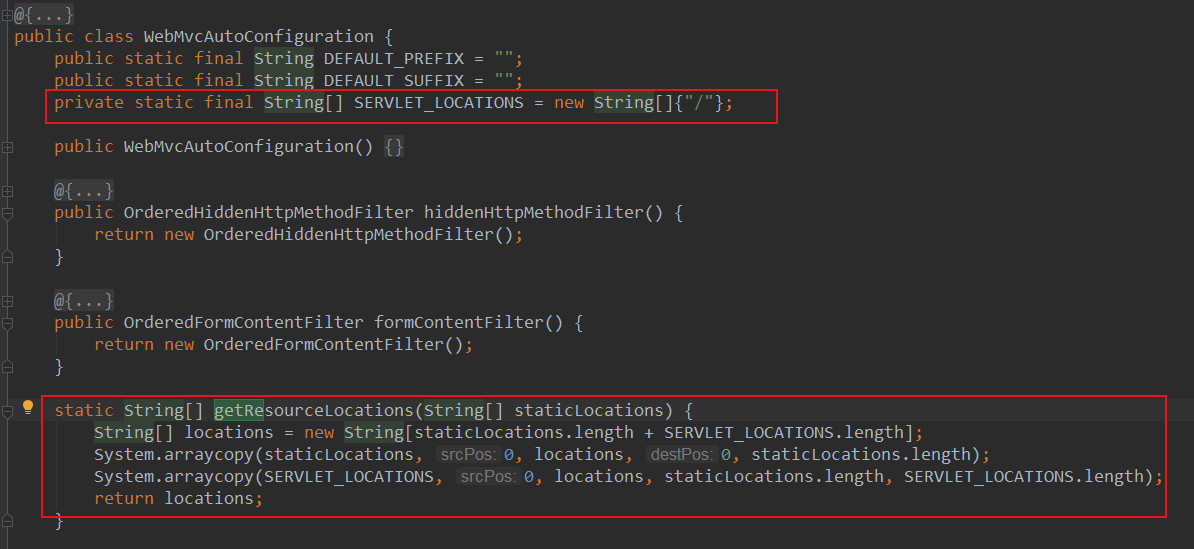 @{...}
public class WebMvcAutoConfiguration {
public static final String DEFAULT_PREFIX = "";
public static final String DEFAULT_SUFFIX = "";
private static final String[] SERVLET_LOCATIONS = new String[]{"/"};
public WebMvcAutoConfiguration() {}
@{...}
public OrderedHiddenHttpMethodFilter hiddenHttpMethodFilter() {
return new OrderedHiddenHttpMethodFilter();
}
@{...}
public OrderedFormContentFilter formContentFilter() {
return new OrderedFormContentFilter();
}
static String[] getResourceLocations(String[] staticLocations) {
String[] locations = new String[staticLocations.length + SERVLET_LOCATIONS.length];
System.arraycopy(staticLocations, srcPos: 0, locations, destPos: 0, staticLocations.length);
System.arraycopy(SERVLET_LOCATIONS, srcPos: 0, locations, staticLocations.length, SERVLET_LOCATIONS.length);
return locations;
}